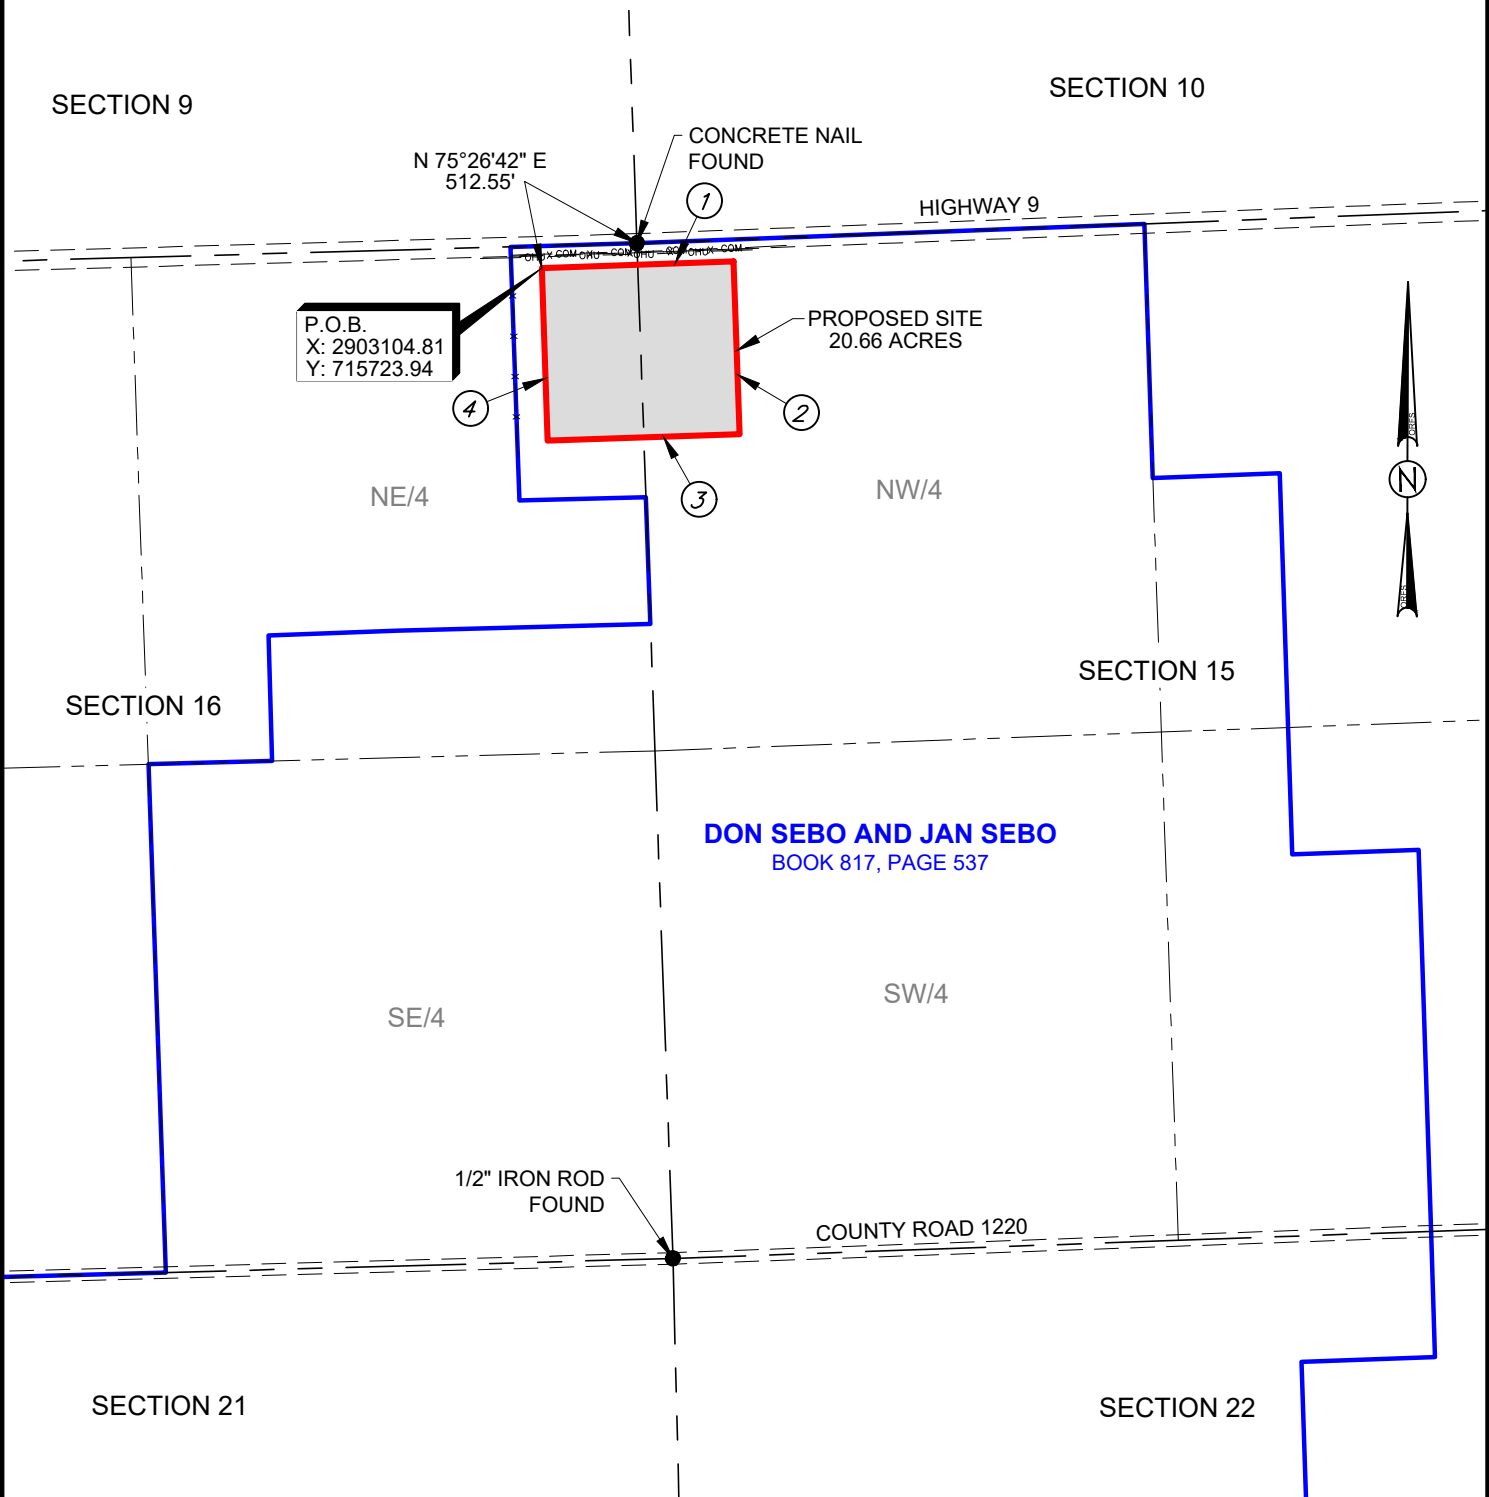 SECTION 9
SECTION 10
CONCRETE NAIL
FOUND
N 75°26'42" E
512.55'
1
HIGHWAY 9
P.O.B.
X: 2903104.81
Y: 715723.94
PROPOSED SITE
20.66 ACRES
4
2
3
NE/4
NW/4
N
SECTION 16
SECTION 15
DON SEBO AND JAN SEBO
BOOK 817, PAGE 537
SE/4
SW/4
1/2" IRON ROD
FOUND
COUNTY ROAD 1220
SECTION 21
SECTION 22